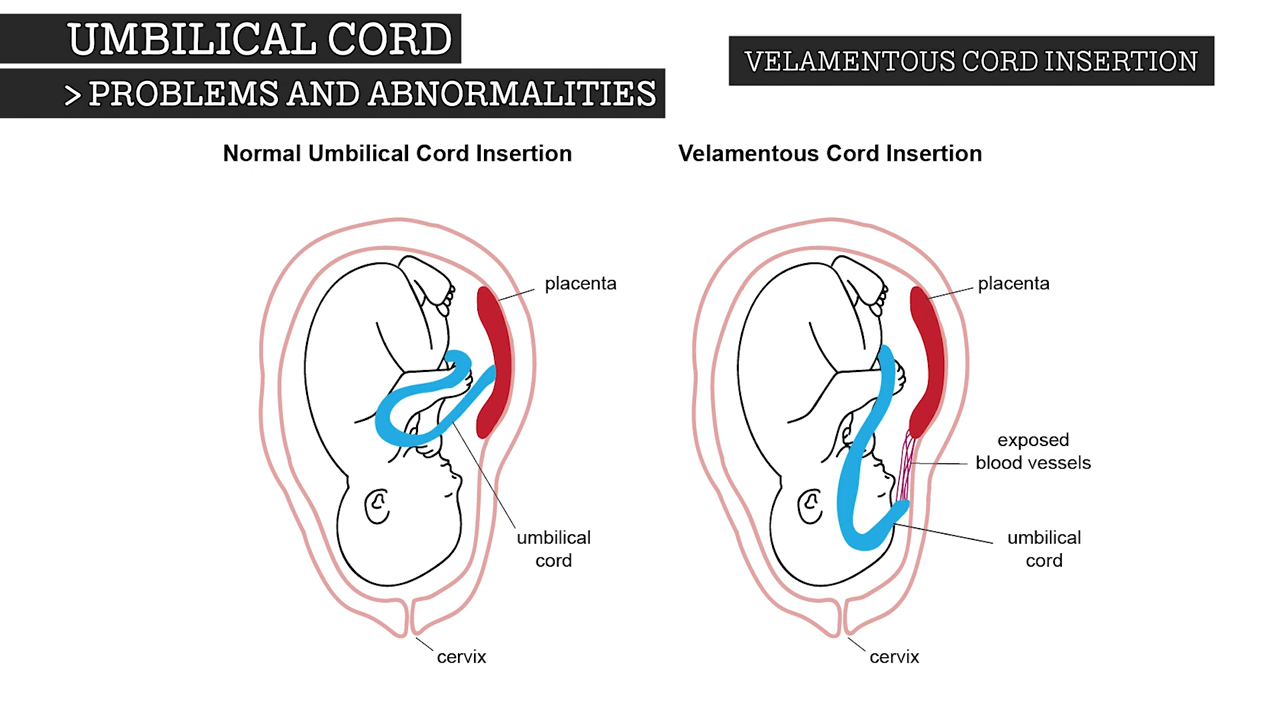 UMBILICAL CORD
> PROBLEMS AND ABNORMALITIES
VELAMENTOUS CORD INSERTION
Normal Umbilical Cord Insertion
placenta
umbilical
cord
cervix
Velamentous Cord Insertion
placenta
exposed
blood vessels
umbilical
cord
cervix